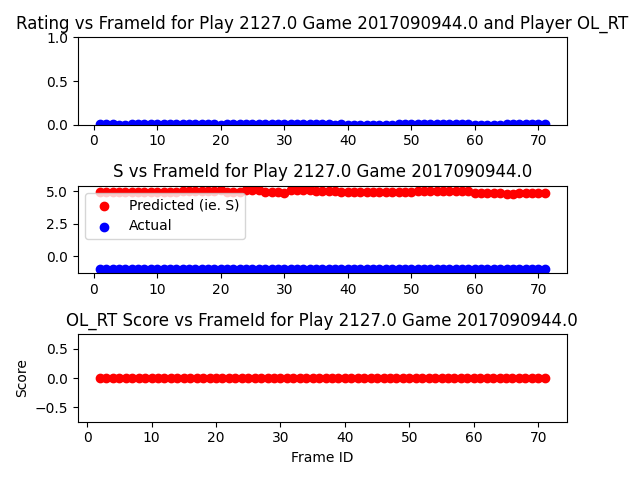 Rating vs FrameId for Play 2127.0 Game 2017090944.0 and Player OL_RT
1.0
0.5
0.0
0 10 20 30 40 50 60 70
S vs FrameId for Play 2127.0 Game 2017090944.0
5.0
2.5
0.0
Predicted (ie. S)
Actual
0 10 20 30 40 50 60 70
OL_RT Score vs FrameId for Play 2127.0 Game 2017090944.0
Score
0.5
0.0
−0.5
0 10 20 30 40 50 60 70
Frame ID